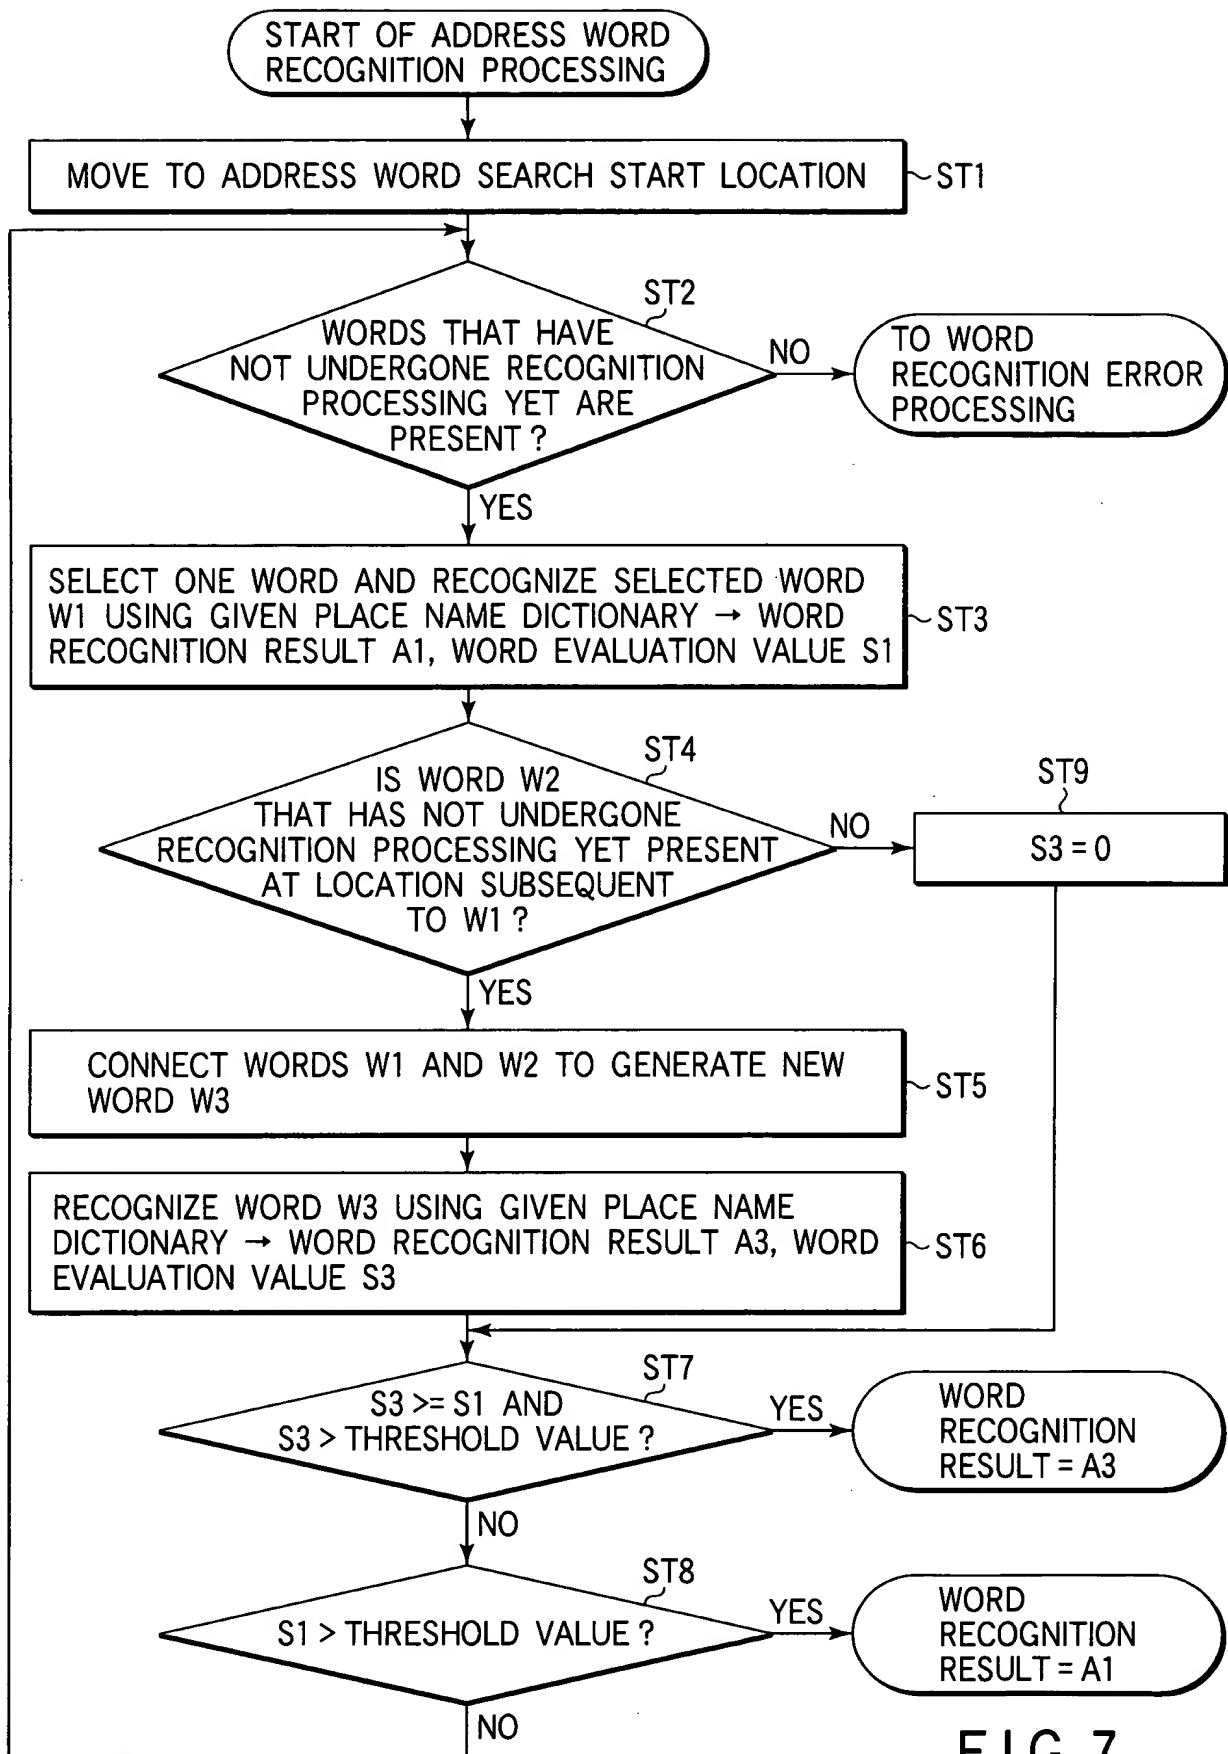 START OF ADDRESS WORD
RECOGNITION PROCESSING
MOVE TO ADDRESS WORD SEARCH START LOCATION
ST1
ST2
WORDS THAT HAVE
NOT UNDERGONE RECOGNITION
PROCESSING YET ARE
PRESENT ?
NO
TO WORD
RECOGNITION ERROR
PROCESSING
YES
SELECT ONE WORD AND RECOGNIZE SELECTED WORD
W1 USING GIVEN PLACE NAME DICTIONARY → WORD
RECOGNITION RESULT A1, WORD EVALUATION VALUE S1
ST3
ST4
IS WORD W2
THAT HAS NOT UNDERGONE
RECOGNITION PROCESSING YET PRESENT
AT LOCATION SUBSEQUENT
TO W1 ?
NO
ST9
S3 = 0
YES
CONNECT WORDS W1 AND W2 TO GENERATE NEW
WORD W3
ST5
RECOGNIZE WORD W3 USING GIVEN PLACE NAME
DICTIONARY → WORD RECOGNITION RESULT A3, WORD
EVALUATION VALUE S3
ST6
ST7
S3 >= S1 AND
S3 > THRESHOLD VALUE ?
YES
WORD
RECOGNITION
RESULT = A3
NO
ST8
S1 > THRESHOLD VALUE ?
YES
WORD
RECOGNITION
RESULT = A1
NO
FIG. 7